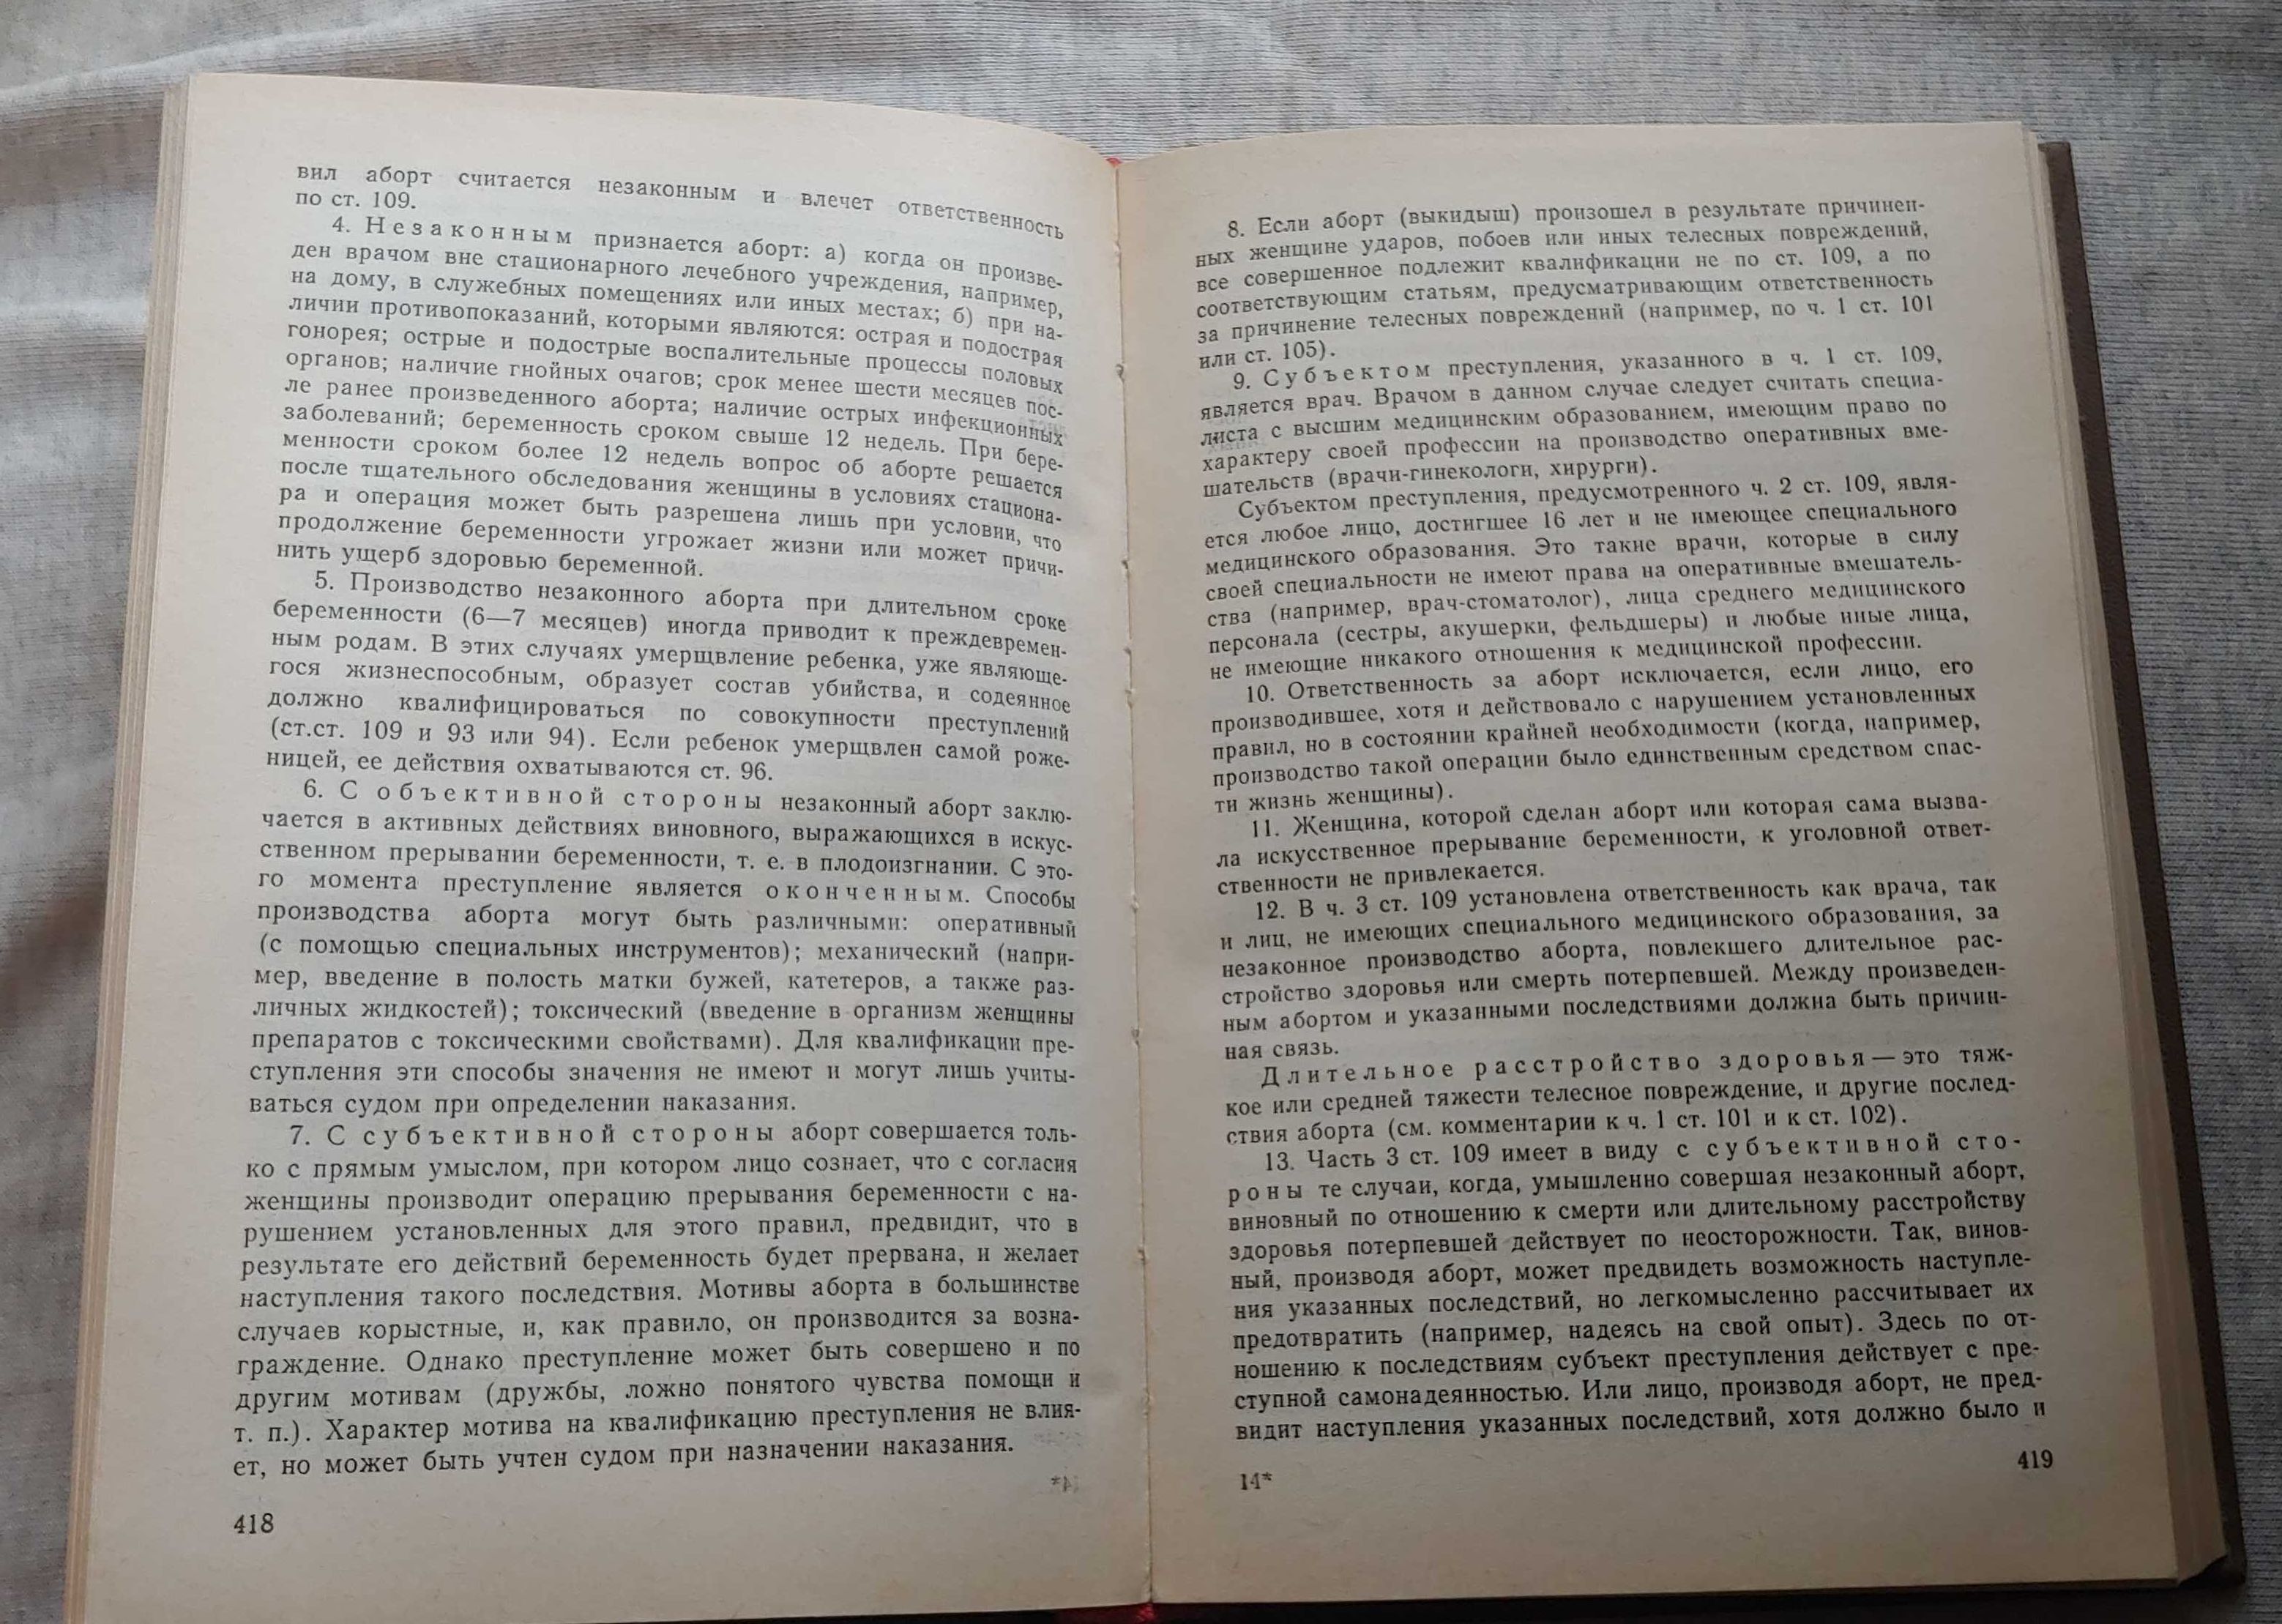 вил аборт считается незаконным и влечет ответственность
по ст. 109.
4. Незаконным признается аборт: а) когда он произве-
ден врачом вне стационарного лечебного учреждения, например,
на дому, в служебных помещениях или иных местах; б) при на-
личии противопоказаний, которыми являются: острая и подострая
гонорея; острые и подострые воспалительные процессы половых
органов; наличие гнойных очагов; срок менее шести месяцев пос-
ле ранее произведенного аборта; наличие острых инфекционных
заболеваний; беременность сроком свыше 12 недель. При бере-
менности сроком более 12 недель вопрос об аборте решается
после тщательного обследования женщины в условиях стациона-
ра и операция может быть разрешена лишь при условии, что
продолжение беременности угрожает жизни или может причи-
нить ущерб здоровью беременной.
5. Производство незаконного аборта при длительном сроке
беременности (6—7 месяцев) иногда приводит к преждевремен-
ным родам. В этих случаях умерщвление ребенка, уже являюще-
гося жизнеспособным, образует состав убийства, и содеянное
должно квалифицироваться по совокупности преступлений
(ст.ст. 109 и 93 или 94). Если ребенок умерщвлен самой роже-
ницей, ее действия охватываются ст. 96.
6. С объективной стороны незаконный аборт заклю-
чается в активных действиях виновного, выражающихся в искус-
ственном прерывании беременности, т. е. в плодоизгнании. С это-
го момента преступление является оконченным. Способы
производства аборта могут быть различными: оперативный
(с помощью специальных инструментов); механический (напри-
мер, введение в полость матки бужей, катетеров, а также раз-
личных жидкостей); токсический (введение в организм женщины
препаратов с токсическими свойствами). Для квалификации пре-
ступления эти способы значения не имеют и могут лишь учиты-
ваться судом при определении наказания.
7. С субъективной стороны аборт совершается толь-
ко с прямым умыслом, при котором лицо сознает, что с согласия
женщины производит операцию прерывания беременности с на-
рушением установленных для этого правил, предвидит, что в
результате его действий беременность будет прервана, и желает
наступления такого последствия. Мотивы аборта в большинстве
случаев корыстные, и, как правило, он производится за возна-
граждение. Однако преступление может быть совершено и по
другим мотивам (дружбы, ложно понятого чувства помощи и
т. п.). Характер мотива на квалификацию преступления не влия-
ет, но может быть учтен судом при назначении наказания.
418
8. Если аборт (выкидыш) произошел в результате причинен-
ных женщине ударов, побоев или иных телесных повреждений,
все совершенное подлежит квалификации не по ст. 109, а по
соответствующим статьям, предусматривающим ответственность
за причинение телесных повреждений (например, по ч. 1 ст. 101
или ст. 105).
9. Субъектом преступления, указанного в ч. 1 ст. 109,
является врач. Врачом в данном случае следует считать специа-
листа с высшим медицинским образованием, имеющим право по
характеру своей профессии на производство оперативных вме-
шательств (врачи-гинекологи, хирурги).
Субъектом преступления, предусмотренного ч. 2 ст. 109, явля-
ется любое лицо, достигшее 16 лет и не имеющее специального
медицинского образования. Это такие врачи, которые в силу
своей специальности не имеют права на оперативные вмешатель-
ства (например, врач-стоматолог), лица среднего медицинского
персонала (сестры, акушерки, фельдшеры) и любые иные лица,
не имеющие никакого отношения к медицинской профессии.
10. Ответственность за аборт исключается, если лицо, его
производившее, хотя и действовало с нарушением установленных
правил, но в состоянии крайней необходимости (когда, например,
производство такой операции было единственным средством спас-
ти жизнь женщины).
11. Женщина, которой сделан аборт или которая сама вызва-
ла искусственное прерывание беременности, к уголовной ответ-
ственности не привлекается.
12. В ч. 3 ст. 109 установлена ответственность как врача, так
и лиц, не имеющих специального медицинского образования, за
незаконное производство аборта, повлекшего длительное рас-
стройство здоровья или смерть потерпевшей. Между произведен-
ным абортом и указанными последствиями должна быть причин-
ная связь.
Длительное расстройство здоровья — это тяж-
кое или средней тяжести телесное повреждение, и другие послед-
ствия аборта (см. комментарии к ч. 1 ст. 101 и к ст. 102).
13. Часть 3 ст. 109 имеет в виду с субъективной сто-
роны те случаи, когда, умышленно совершая незаконный аборт,
виновный по отношению к смерти или длительному расстройству
здоровья потерпевшей действует по неосторожности. Так, винов-
ный, производя аборт, может предвидеть возможность наступле-
ния указанных последствий, но легкомысленно рассчитывает их
предотвратить (например, надеясь на свой опыт). Здесь по от-
ношению к последствиям субъект преступления действует с пре-
ступной самонадеянностью. Или лицо, производя аборт, не пред-
видит наступления указанных последствий, хотя должно было и
14*
419